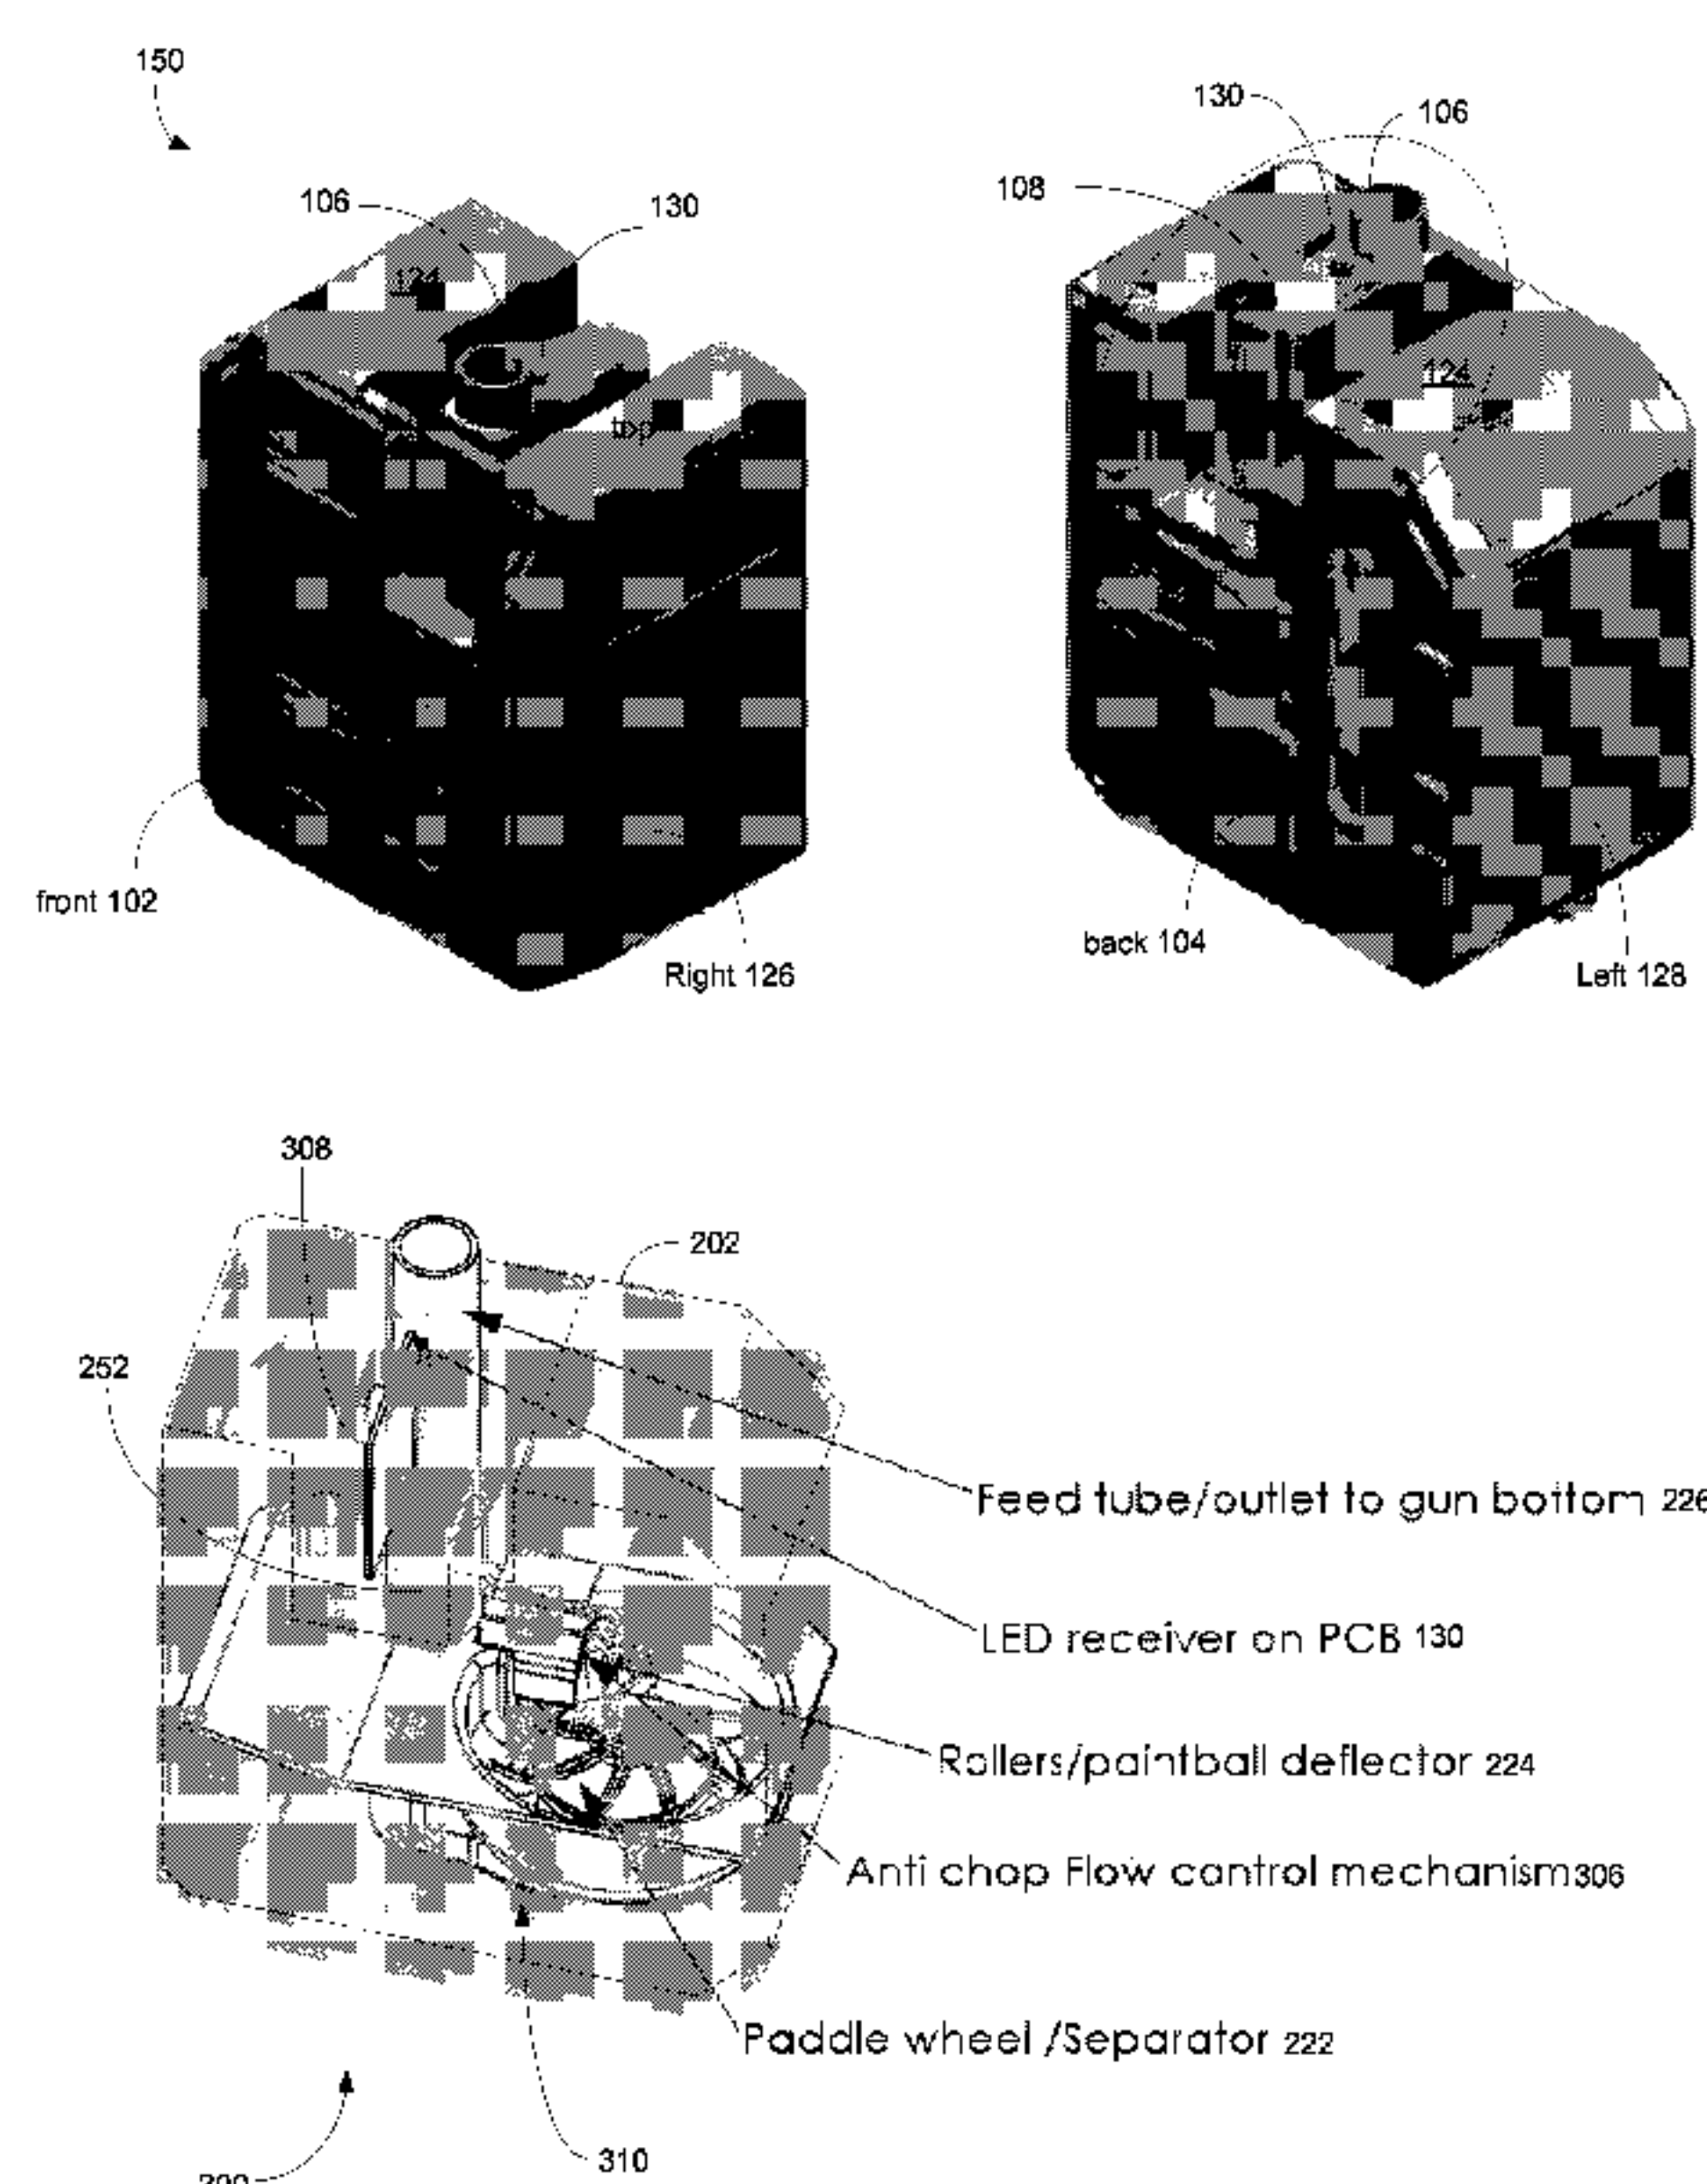 150
130
106
108
106
130
124
124
top
front 102
back 104
Right 126
Left 128
308
202
252
Feed tube/outlet to gun bottom 226
LED receiver on PCB 130
Rollers/paintball deflector 224
Anti chop Flow control mechanism306
Paddle wheel /Separator 222
310